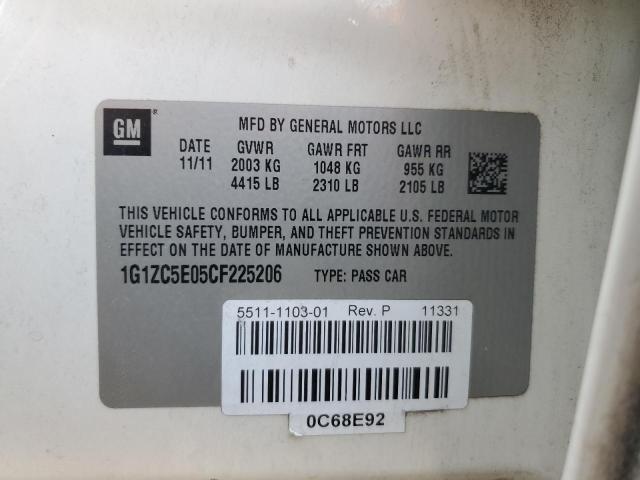 GM
MFD BY GENERAL MOTORS LLC
DATE GVWR GAWR FRT GAWR RR
11/11 2003 KG 1048 KG 955 KG
4415 LB 2310 LB 2105 LB
THIS VEHICLE CONFORMS TO ALL APPLICABLE U.S. FEDERAL MOTOR
VEHICLE SAFETY, BUMPER, AND THEFT PREVENTION STANDARDS IN
EFFECT ON THE DATE OF MANUFACTURE SHOWN ABOVE.
1G1ZC5E05CF225206 TYPE: PASS CAR
5511-1103-01 Rev. P 11331
0C68E92